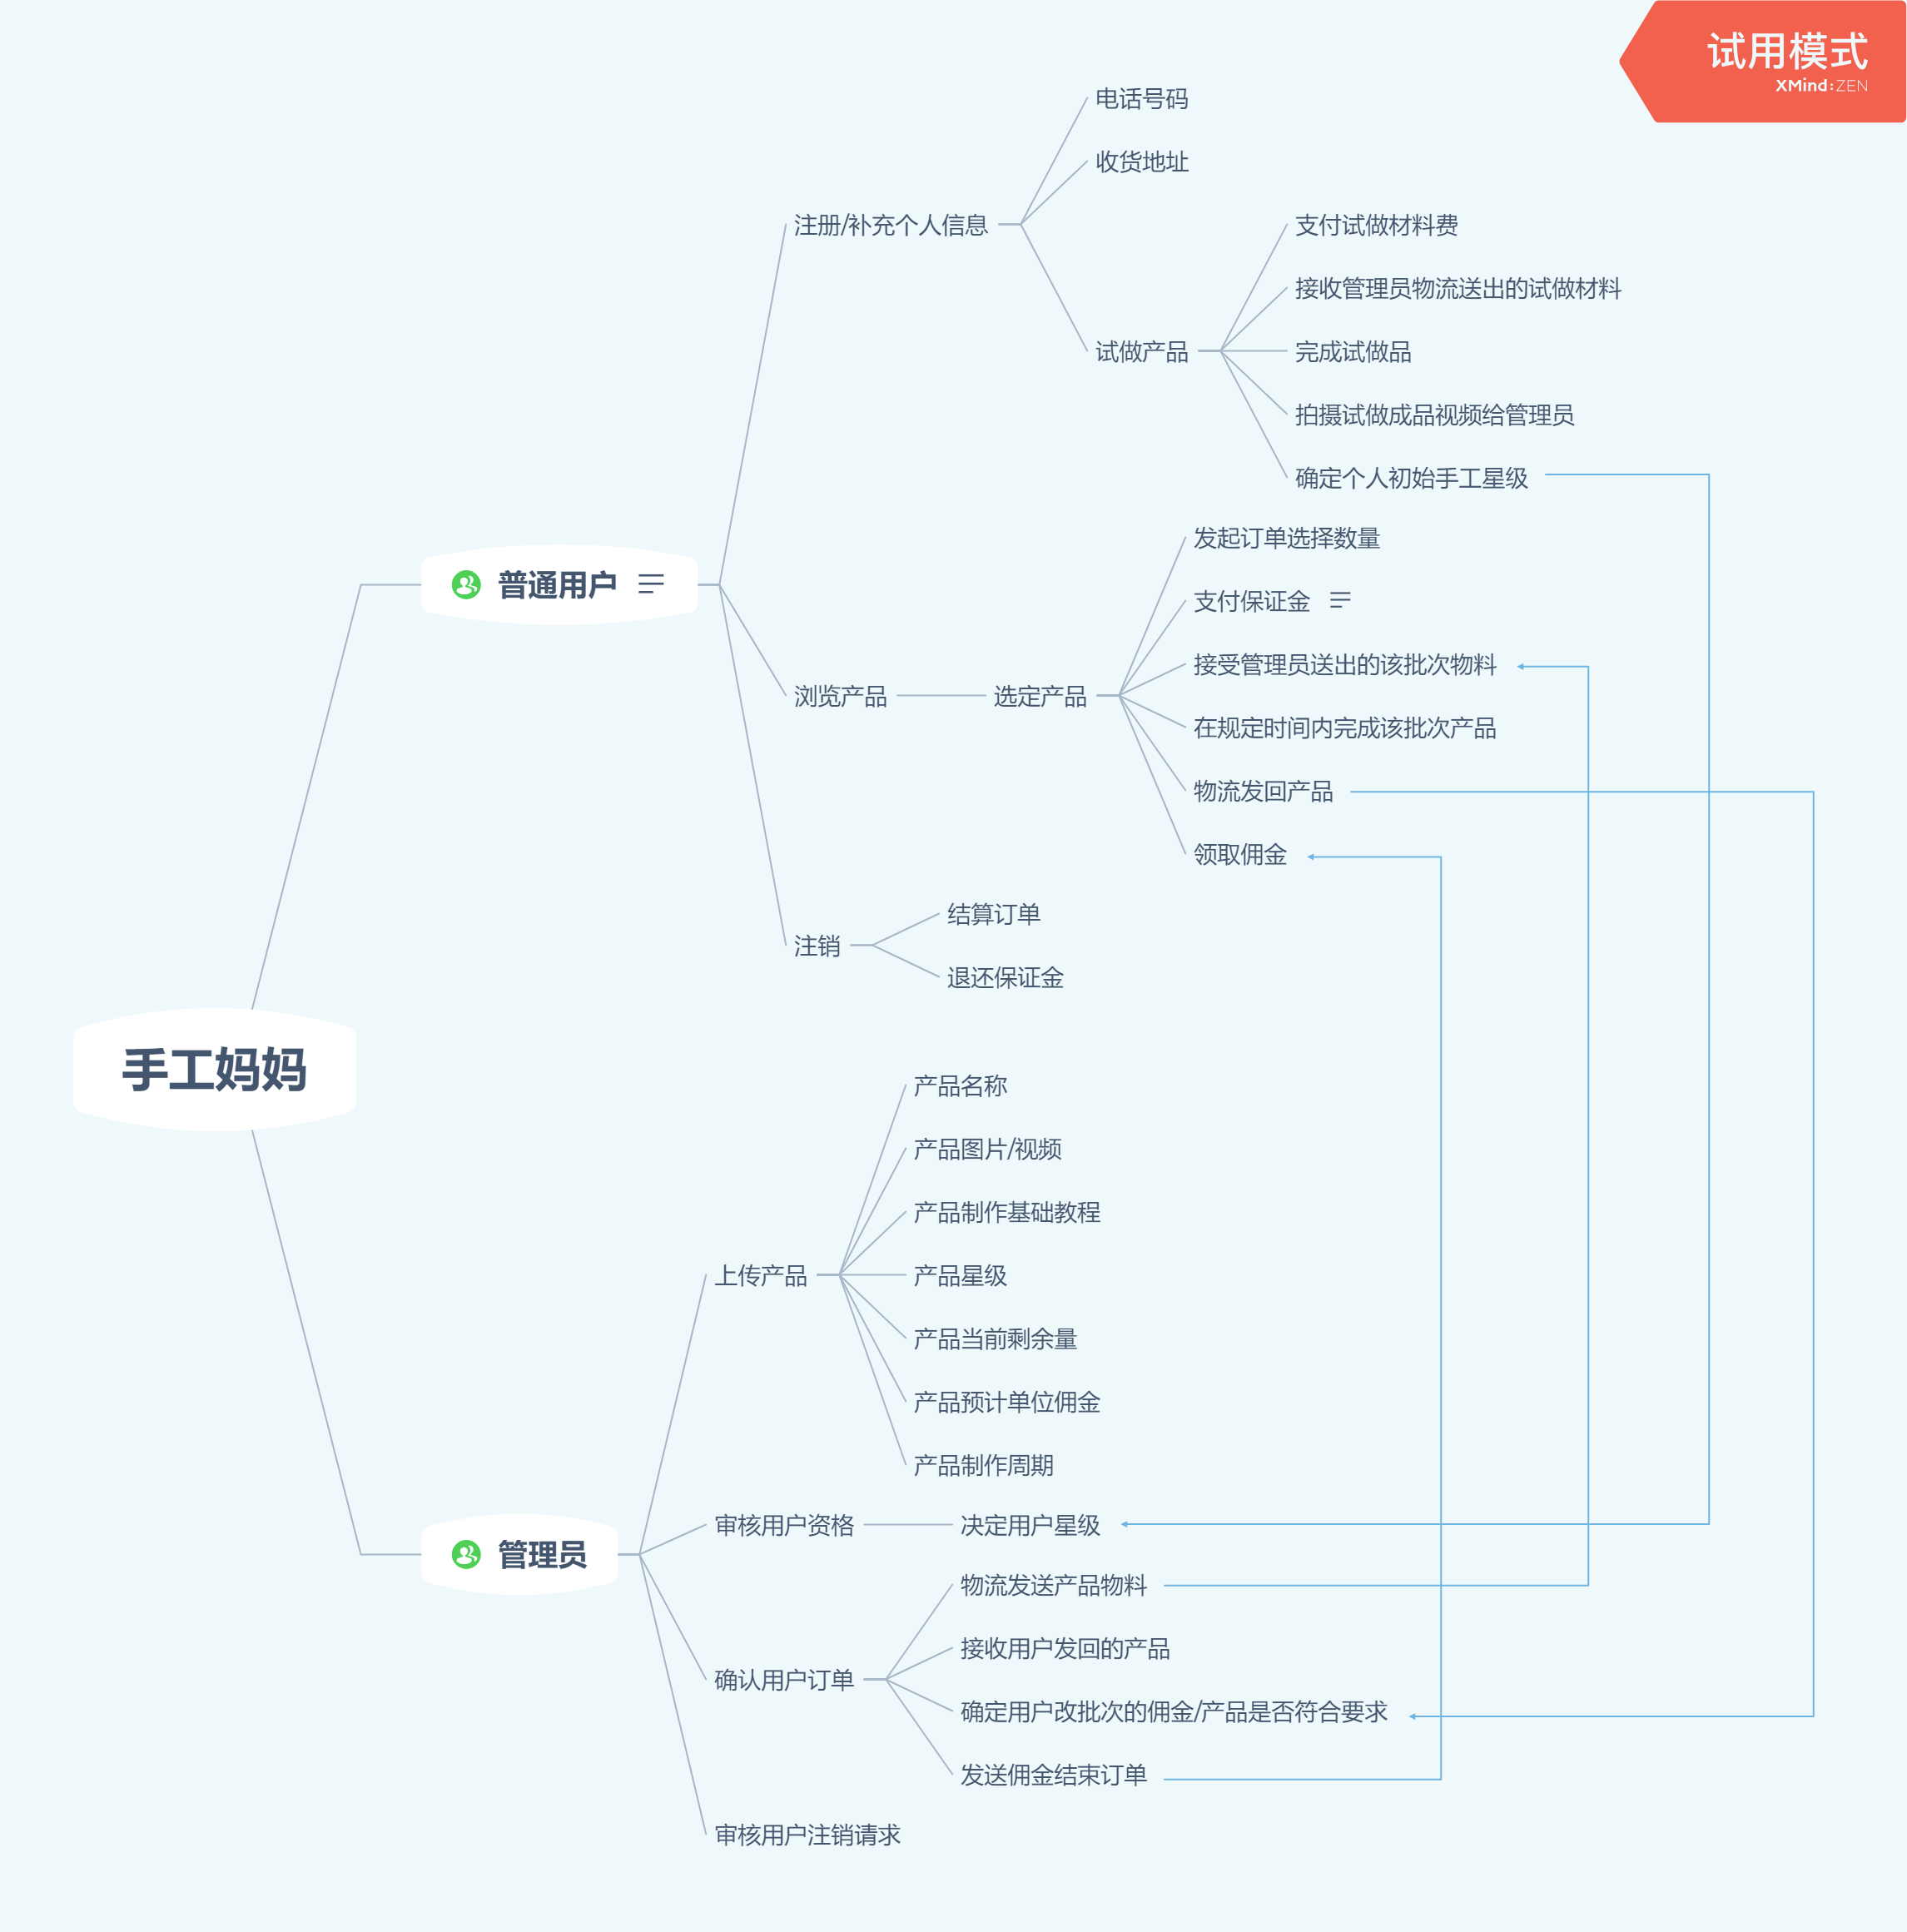 试用模式
XMind:ZEN
手工妈妈
普通用户
注册/补充个人信息
电话号码
收货地址
试做产品
支付试做材料费
接收管理员物流送出的试做材料
完成试做品
拍摄试做成品视频给管理员
确定个人初始手工星级
浏览产品
选定产品
发起订单选择数量
支付保证金
接受管理员送出的该批次物料
在规定时间内完成该批次产品
物流发回产品
领取佣金
注销
结算订单
退还保证金
管理员
上传产品
产品名称
产品图片/视频
产品制作基础教程
产品星级
产品当前剩余量
产品预计单位佣金
产品制作周期
审核用户资格
决定用户星级
确认用户订单
物流发送产品物料
接收用户发回的产品
确定用户改批次的佣金/产品是否符合要求
发送佣金结束订单
审核用户注销请求